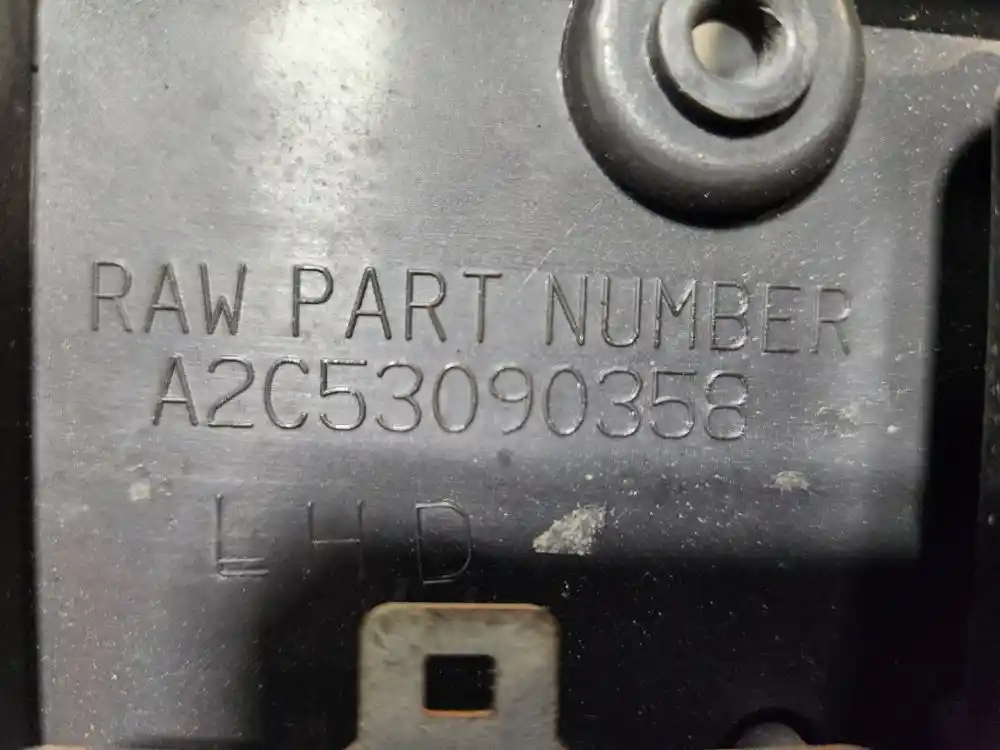 RAW PART NUMBER
A2C53090358
LHD